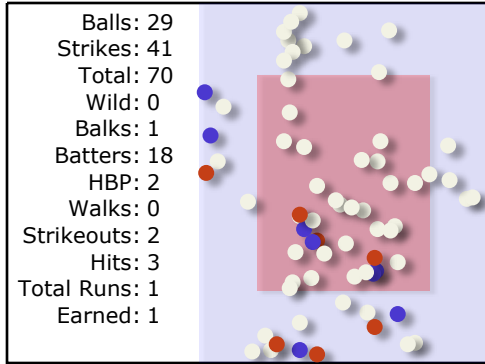 Balls: 29
Strikes: 41
Total: 70
Wild: 0
Balks: 1
Batters: 18
HBP: 2
Walks: 0
Strikeouts: 2
Hits: 3
Total Runs: 1
Earned: 1